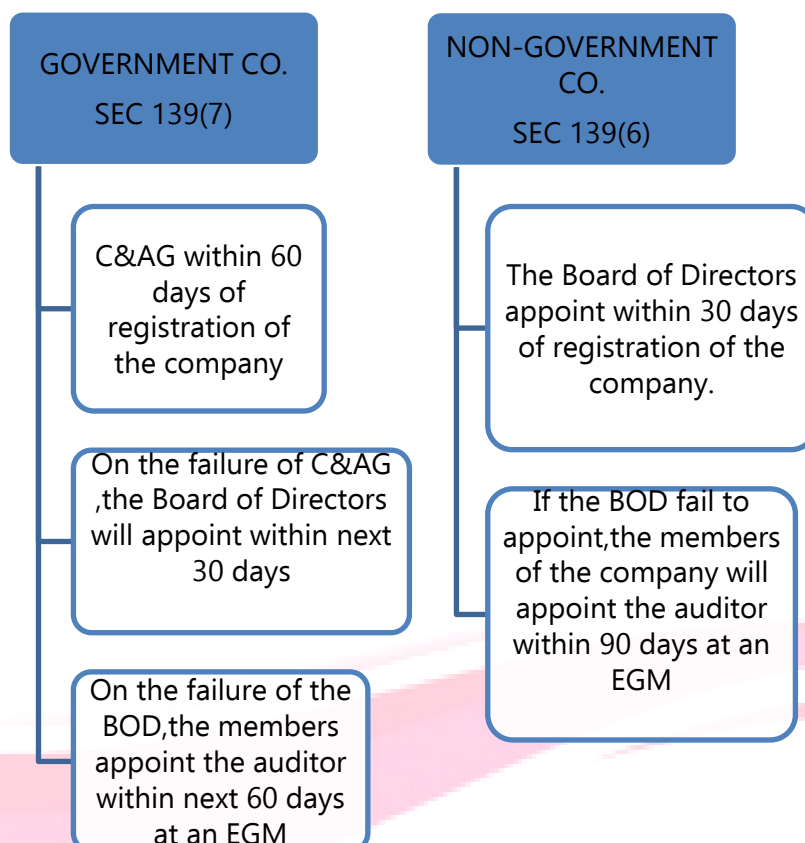 GOVERNMENT CO.
SEC 139(7)
C&AG within 60
days of
registration of
the company
On the failure of C&AG
,the Board of Directors
will appoint within next
30 days
On the failure of the
BOD,the members
appoint the auditor
within next 60 days
at an EGM
NON-GOVERNMENT
CO.
SEC 139(6)
The Board of Directors
appoint within 30 days
of registration of the
company.
If the BOD fail to
appoint,the members
of the company will
appoint the auditor
within 90 days at an
EGM